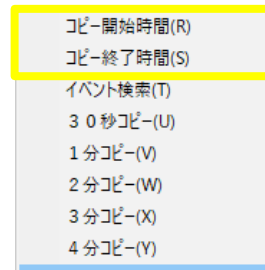 コピー開始時間(R)
コピー終了時間(S)
イベント検索(T)
３０秒コピー(U)
１分コピー(V)
２分コピー(W)
３分コピー(X)
４分コピー(Y)